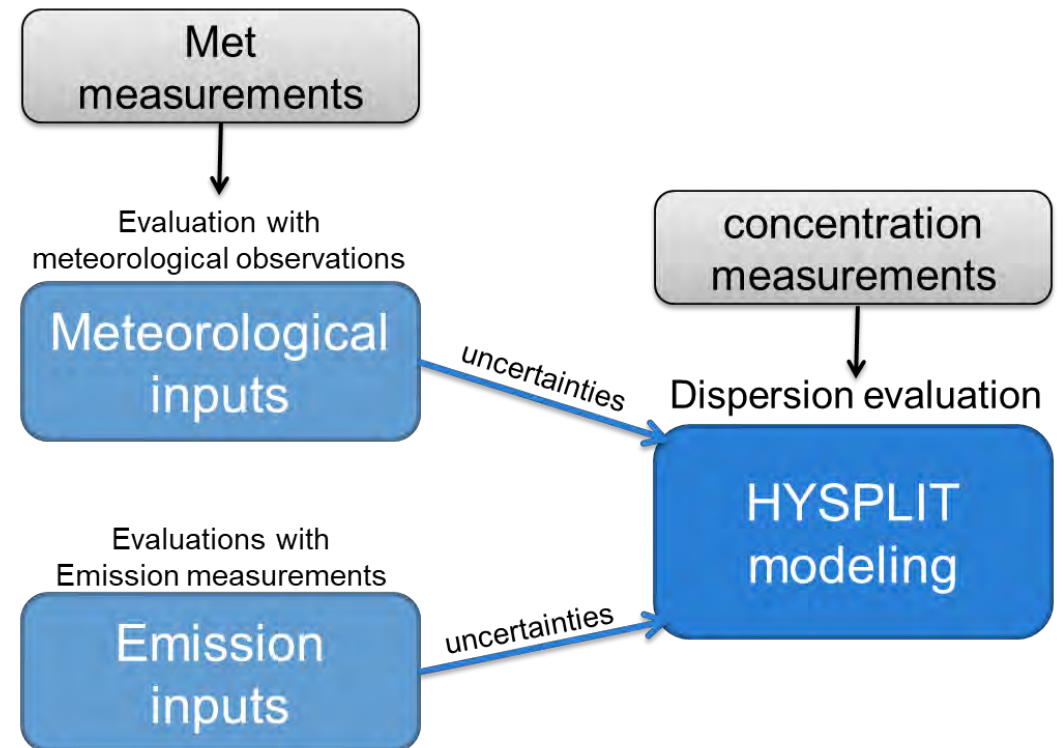 Met
measurements
Evaluation with
meteorological observations
Meteorological
inputs
uncertainties
concentration
measurements
Dispersion evaluation
HYSPLIT
modeling
Evaluations with
Emission measurements
Emission
inputs
uncertainties